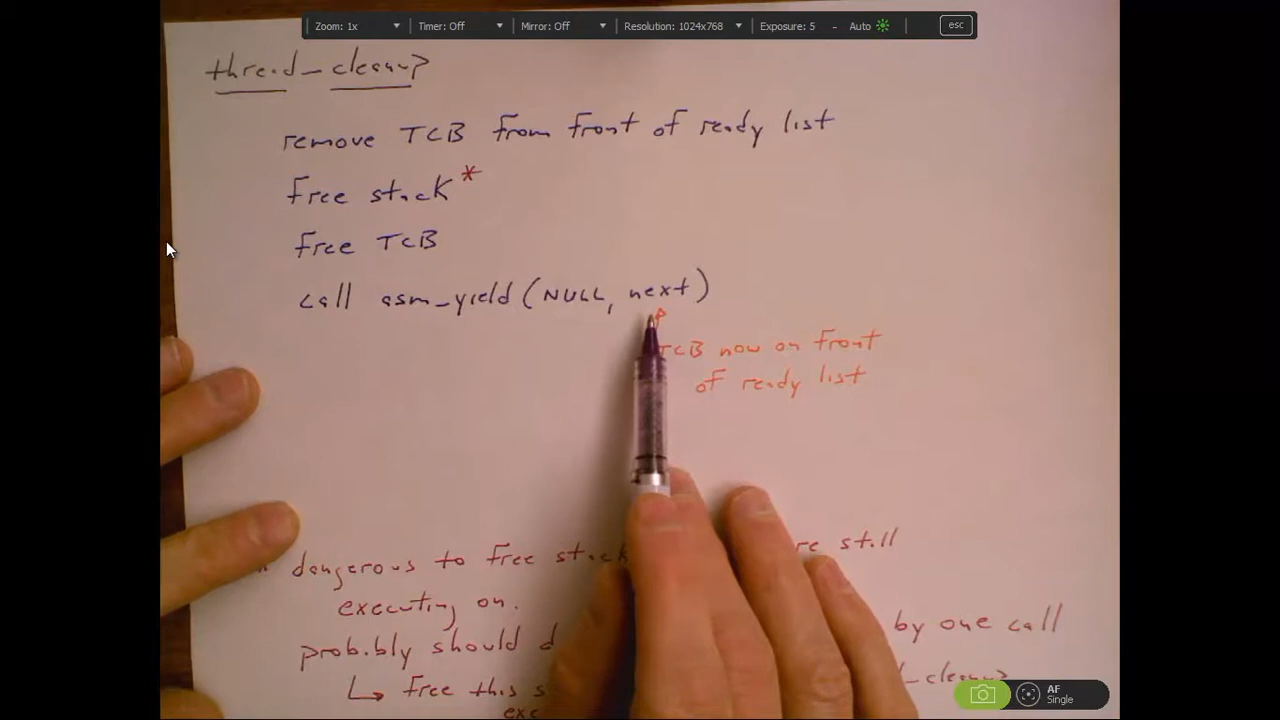 Zoom: 1x Timer: Off Mirror: Off Resolution: 1024x768 Exposure: 5 - Auto esc
thread_cleanup
remove TCB from front of ready list
free stack *
free TCB
call asm_yield (NULL, next)
TCB now on front
of ready list
dangerous to free stack re still
executing on.
by one call
probably should d
_cleanup
↳ free this s
exc
AF
Single